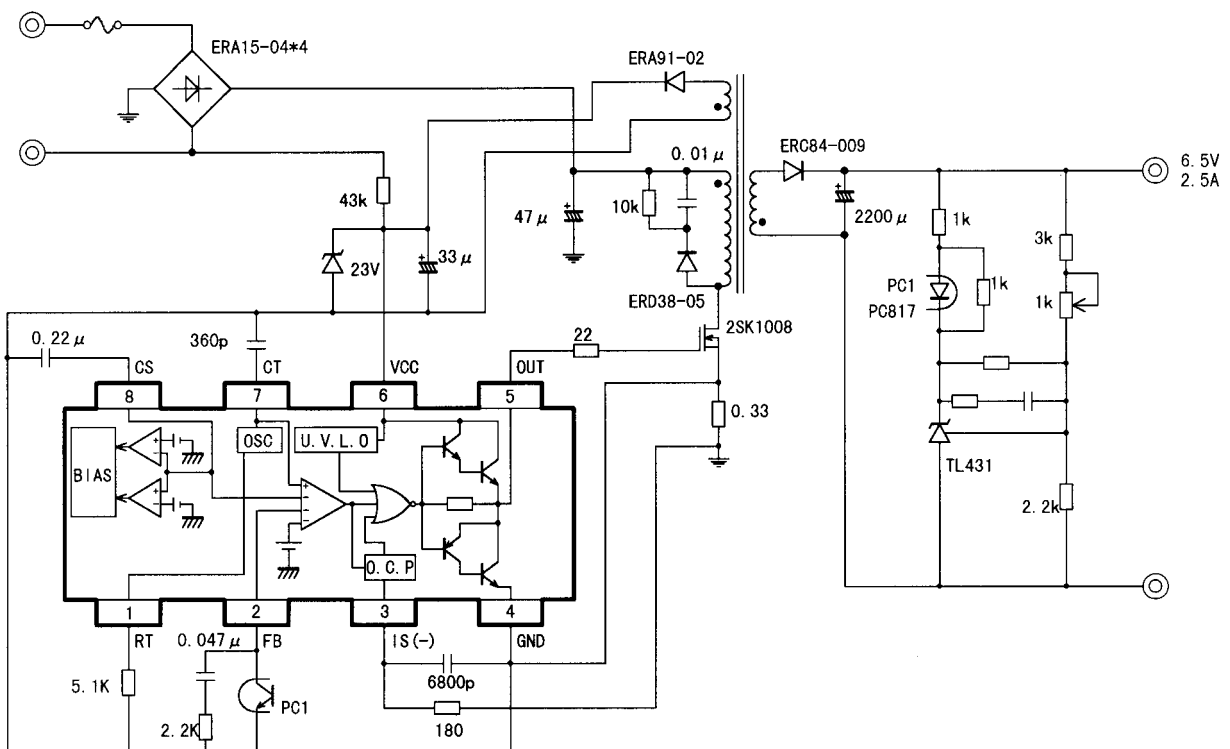 ERA15-04*4
ERA91-02
ERC84-009
6.5V
2.5A
0.01μ
43k
47μ
10k
2200μ
1k
3k
23V
33μ
PC1
PC817
1k
1k
ERD38-05
0.22μ
360p
22
2SK1008
CS
CT
VCC
OUT
8
7
6
5
0.33
OSC
U.V.L.O
BIAS
TL431
2.2k
O.C.P
1
2
3
4
RT
0.047μ
FB
IS(-)
GND
5.1K
6800p
2.2K
PC1
180